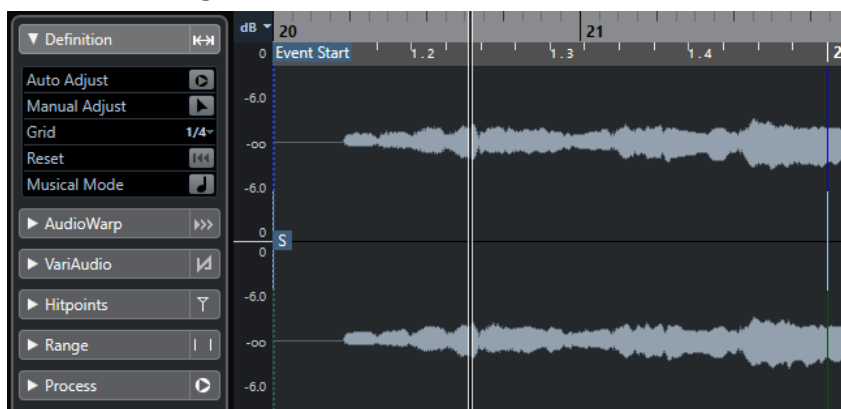 Definition
Auto Adjust
Manual Adjust
Grid 1/4
Reset
Musical Mode
AudioWarp
VariAudio
Hitpoints
Range
Process
dB 20 21
0 Event Start 1.2 1.3 1.4 2
-6.0
-oo
-6.0
0
S
0
-6.0
-oo
-6.0